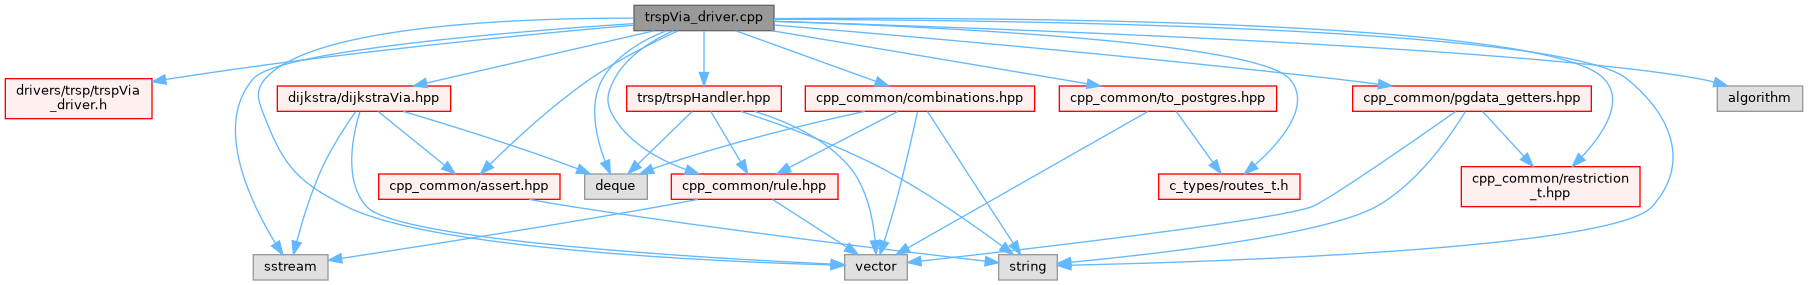 trspVia_driver.cpp
drivers/trsp/trspVia
_driver.h
dijkstra/dijkstraVia.hpp
trsp/trspHandler.hpp
cpp_common/combinations.hpp
cpp_common/to_postgres.hpp
cpp_common/pgdata_getters.hpp
algorithm
cpp_common/assert.hpp
deque
cpp_common/rule.hpp
c_types/routes_t.h
cpp_common/restriction
_t.hpp
sstream
vector
string